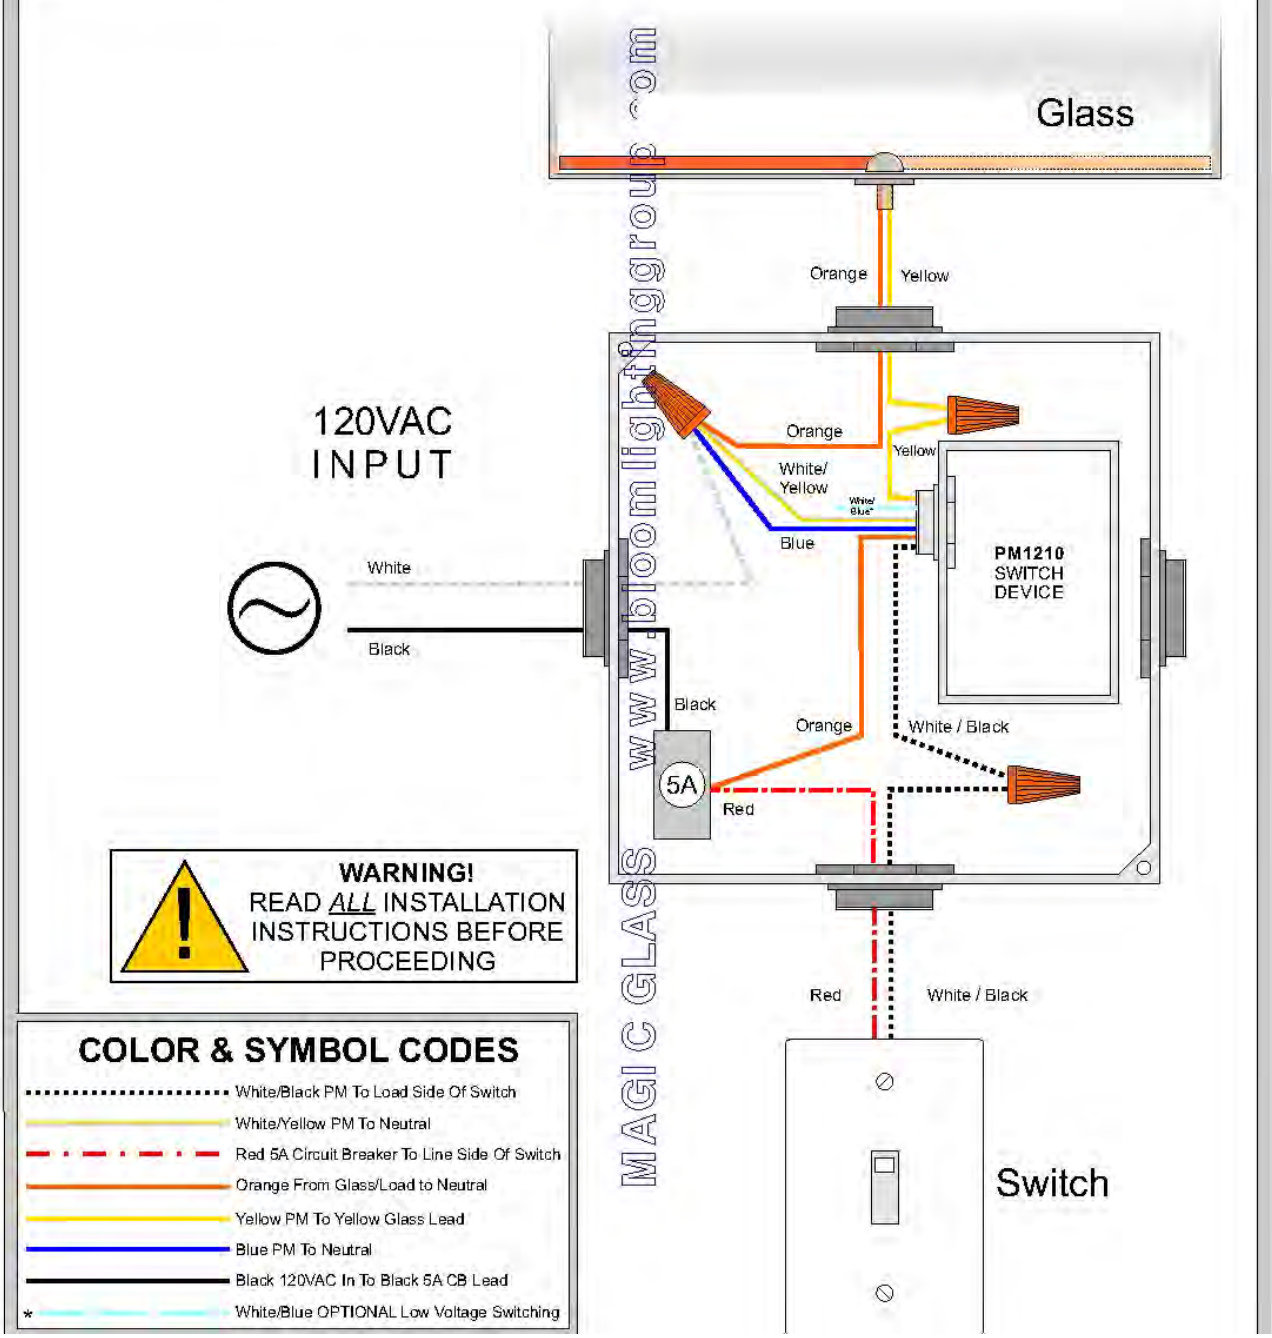 Glass
Orange
Yellow
120VAC
INPUT
Orange
Yellow
White/
Yellow
White/
Blue*
Blue
PM1210
SWITCH
DEVICE
White
Black
Black
Orange
White / Black
5A
Red
WARNING!
READ ALL INSTALLATION
INSTRUCTIONS BEFORE
PROCEEDING
Red
White / Black
COLOR & SYMBOL CODES
White/Black PM To Load Side Of Switch
White/Yellow PM To Neutral
Red 5A Circuit Breaker To Line Side Of Switch
Orange From Glass/Load to Neutral
Yellow PM To Yellow Glass Lead
Blue PM To Neutral
Black 120VAC In To Black 5A CB Lead
* White/Blue OPTIONAL Low Voltage Switching
Switch
MAGIC GLASS www.bloomlightinggroup.com